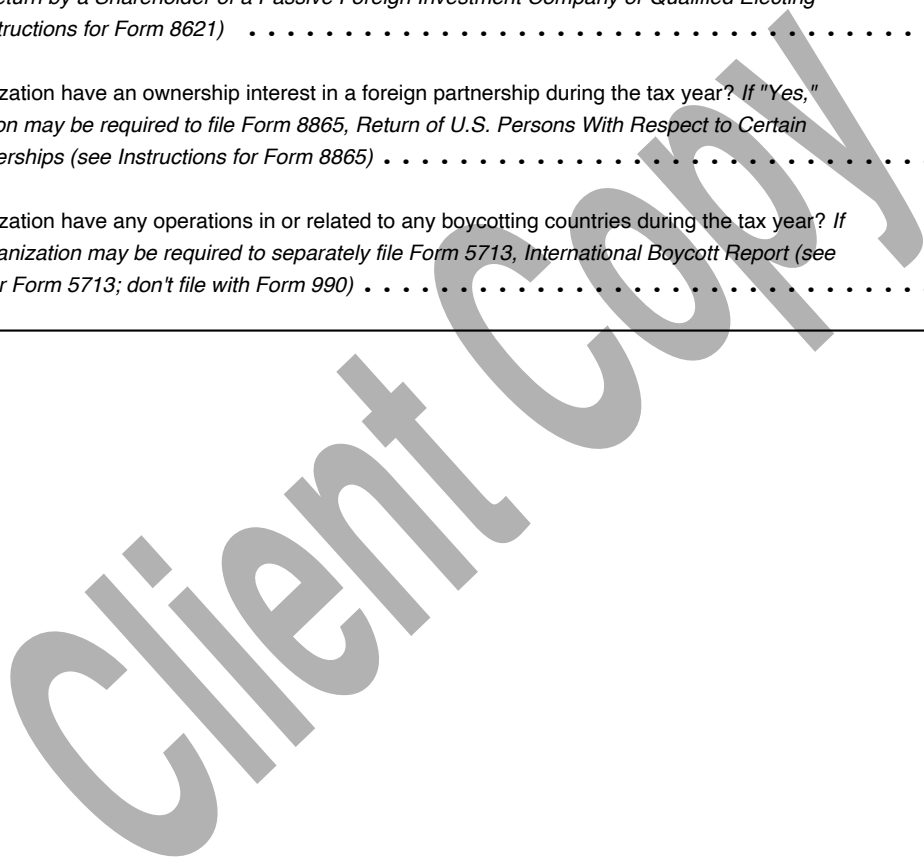 eturn by a Shareholder of a Passive Foreign Investment Company or Qualified Electing
tructions for Form 8621) . . . . . . . . . . . . . . . . . . . . . . . . . . . . . . . . . . .
zation have an ownership interest in a foreign partnership during the tax year? If "Yes,"
on may be required to file Form 8865, Return of U.S. Persons With Respect to Certain
erships (see Instructions for Form 8865) . . . . . . . . . . . . . . . . . . . . . . . . . . . .
zation have any operations in or related to any boycotting countries during the tax year? If
anization may be required to separately file Form 5713, International Boycott Report (see
r Form 5713; don't file with Form 990) . . . . . . . . . . . . . . . . . . . . . . . . . . . . .
Client Copy